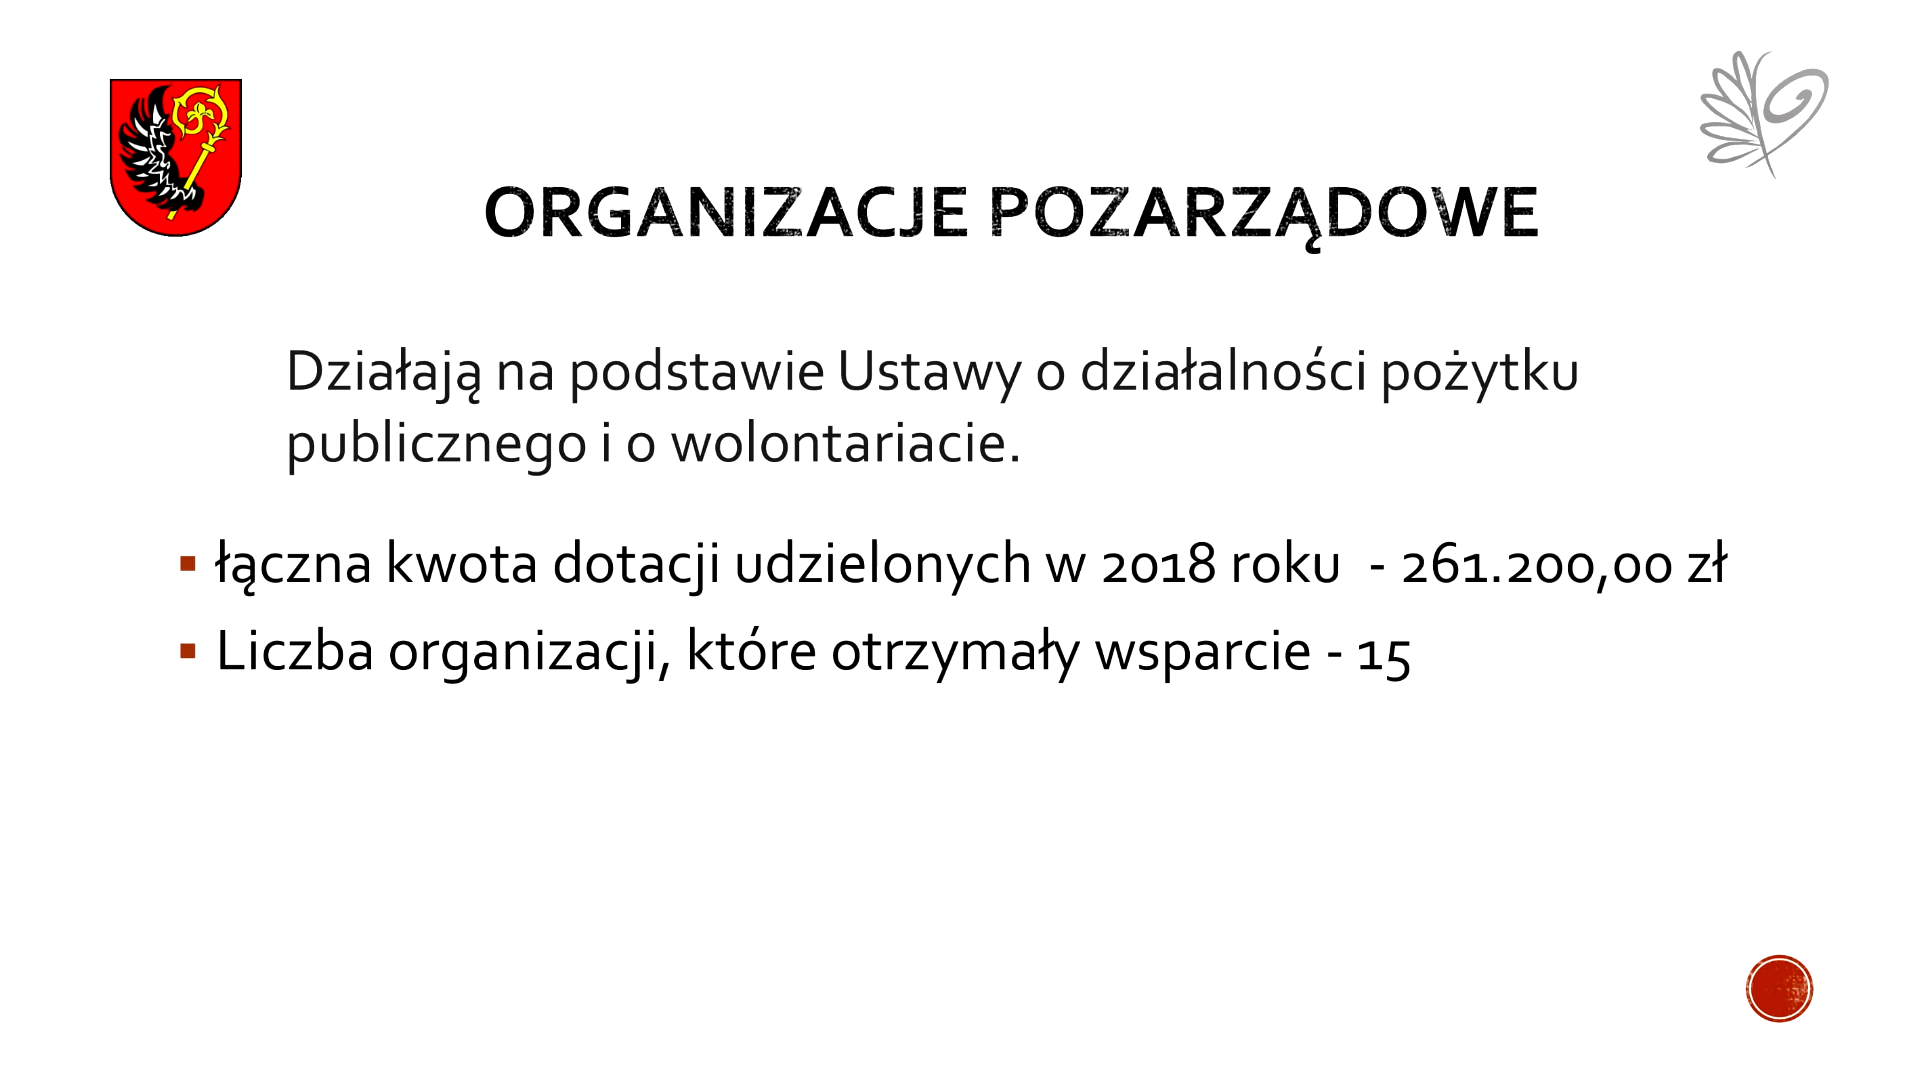 ORGANIZACJE POZARZĄDOWE
Działają na podstawie Ustawy o działalności pożytku
publicznego i o wolontariacie.
▪ łączna kwota dotacji udzielonych w 2018 roku  - 261.200,00 zł
▪ Liczba organizacji, które otrzymały wsparcie - 15